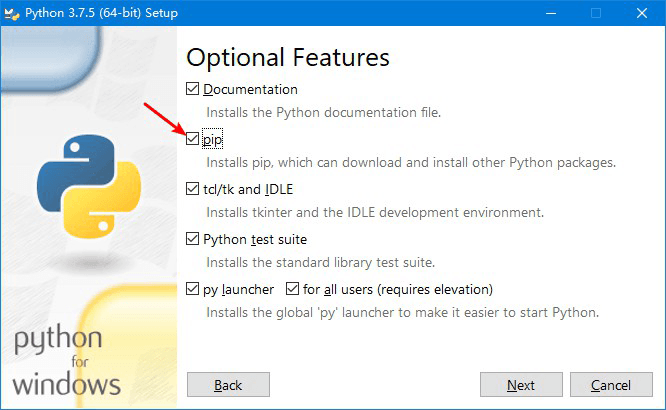 Python 3.7.5 (64-bit) Setup
Optional Features
Documentation
Installs the Python documentation file.
pip
Installs pip, which can download and install other Python packages.
tcl/tk and IDLE
Installs tkinter and the IDLE development environment.
Python test suite
Installs the standard library test suite.
py launcher for all users (requires elevation)
Installs the global 'py' launcher to make it easier to start Python.
python
for
windows
Back Next Cancel